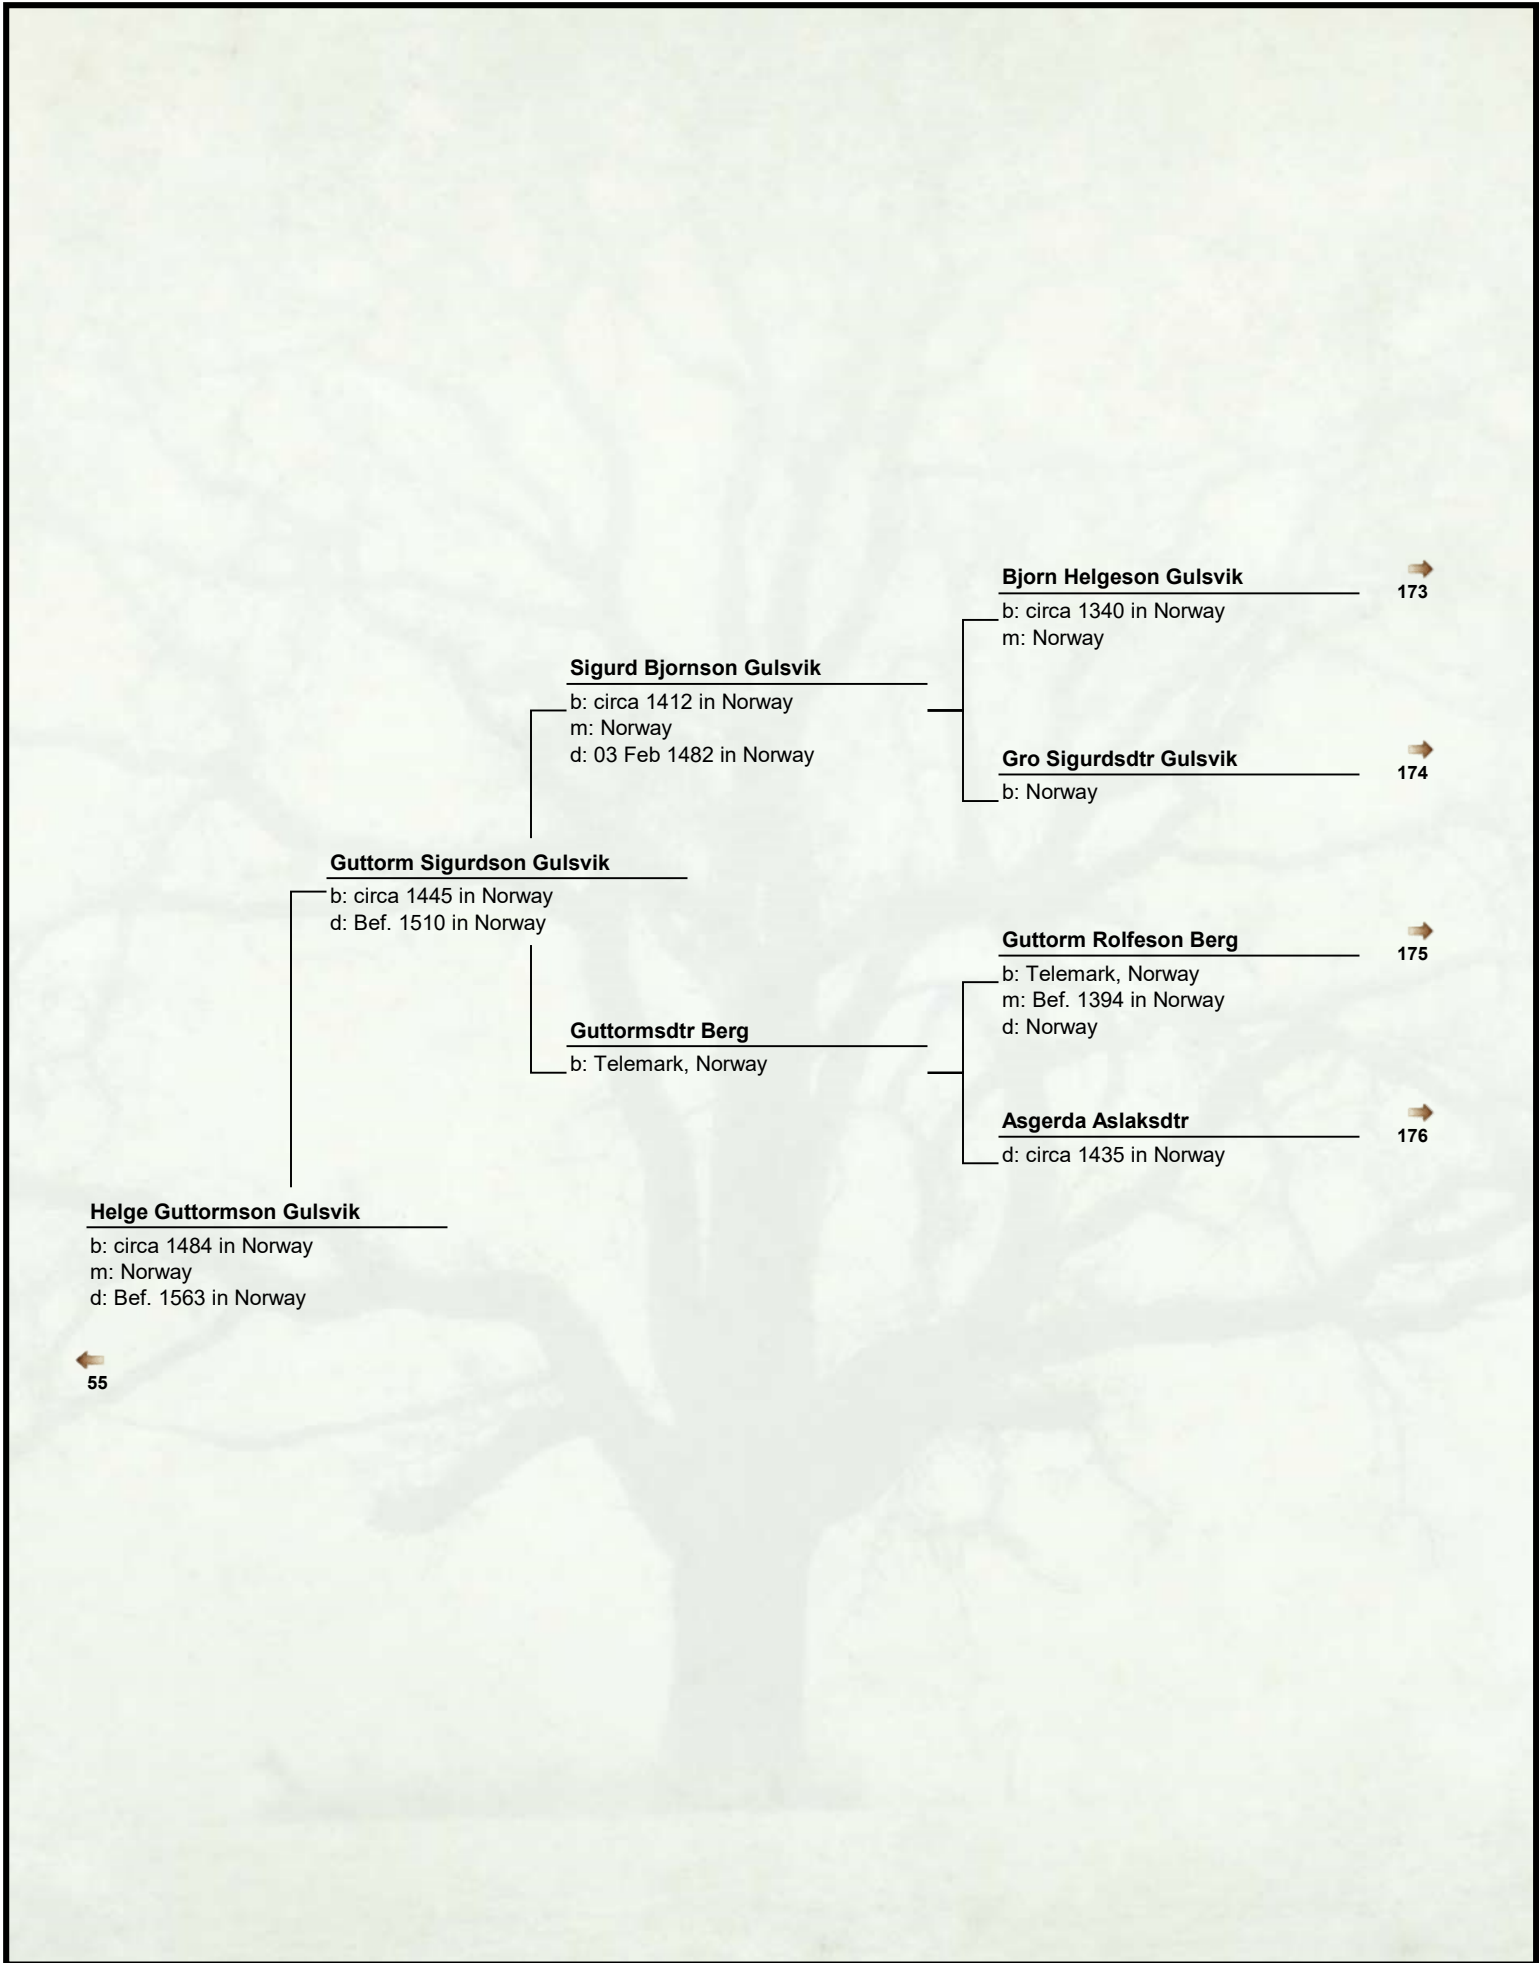 Bjorn Helgeson Gulsvik
b: circa 1340 in Norway
m: Norway
173
Sigurd Bjornson Gulsvik
b: circa 1412 in Norway
m: Norway
d: 03 Feb 1482 in Norway
Gro Sigurdsdtr Gulsvik
b: Norway
174
Guttorm Sigurdson Gulsvik
b: circa 1445 in Norway
d: Bef. 1510 in Norway
Guttorm Rolfeson Berg
b: Telemark, Norway
m: Bef. 1394 in Norway
d: Norway
175
Guttormsdtr Berg
b: Telemark, Norway
Asgerda Aslaksdtr
d: circa 1435 in Norway
176
Helge Guttormson Gulsvik
b: circa 1484 in Norway
m: Norway
d: Bef. 1563 in Norway
55